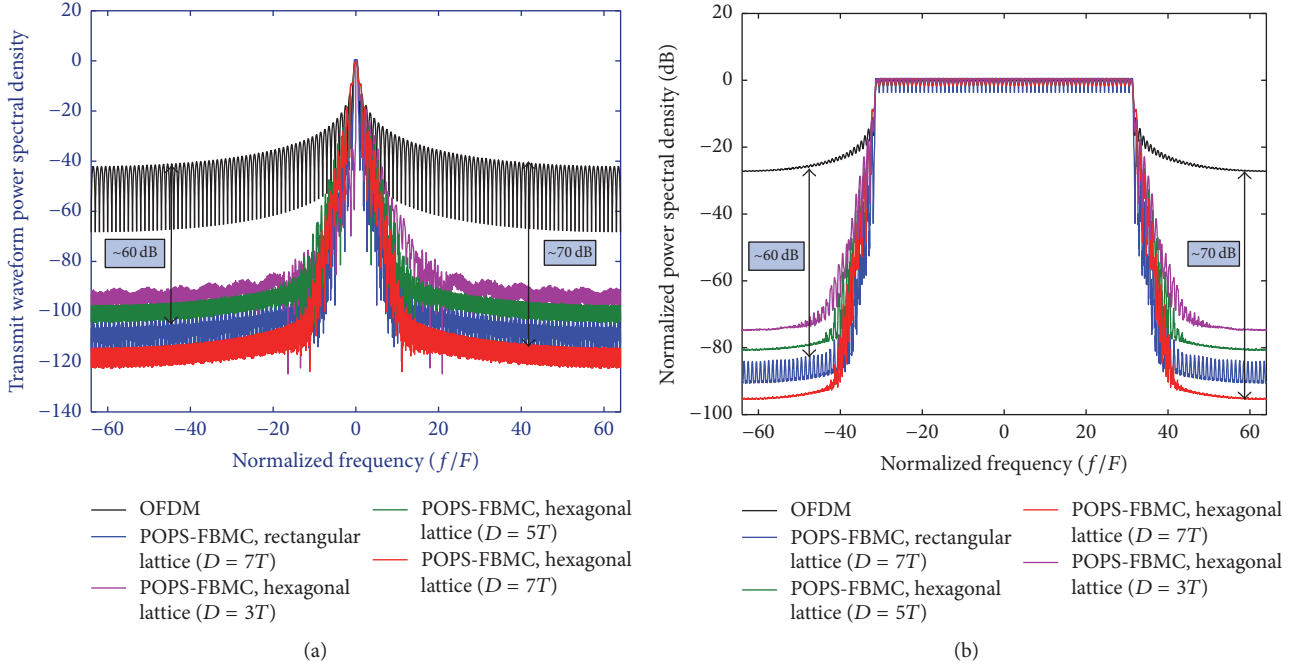 Transmit waveform power spectral density
20
0
−20
−40
−60
−80
−100
−120
−140
~60 dB
~70 dB
−60
−40
−20
0
20
40
60
Normalized frequency (f/F)
OFDM
POPS-FBMC, rectangular
lattice (D = 7T)
POPS-FBMC, hexagonal
lattice (D = 3T)
POPS-FBMC, hexagonal
lattice (D = 5T)
POPS-FBMC, hexagonal
lattice (D = 7T)
(a)
Normalized power spectral density (dB)
20
0
−20
−40
−60
−80
−100
~60 dB
~70 dB
−60
−40
−20
0
20
40
60
Normalized frequency (f/F)
OFDM
POPS-FBMC, rectangular
lattice (D = 7T)
POPS-FBMC, hexagonal
lattice (D = 5T)
POPS-FBMC, hexagonal
lattice (D = 7T)
POPS-FBMC, hexagonal
lattice (D = 3T)
(b)